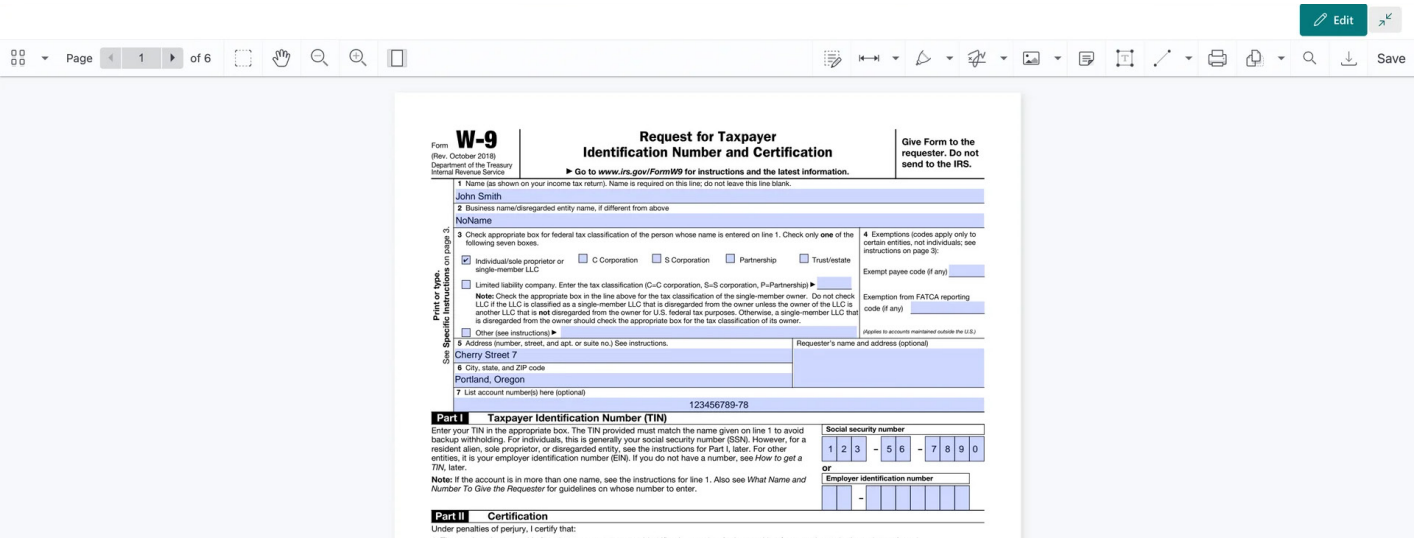 Edit
Page 1 of 6
Save
Form W-9
(Rev. October 2018)
Department of the Treasury
Internal Revenue Service
Request for Taxpayer
Identification Number and Certification
► Go to www.irs.gov/FormW9 for instructions and the latest information.
Give Form to the
requester. Do not
send to the IRS.
Print or type.
See Specific Instructions on page 3.
1 Name (as shown on your income tax return). Name is required on this line; do not leave this line blank.
John Smith
2 Business name/disregarded entity name, if different from above
NoName
3 Check appropriate box for federal tax classification of the person whose name is entered on line 1. Check only one of the
following seven boxes.
Individual/sole proprietor or
single-member LLC
C Corporation
S Corporation
Partnership
Trust/estate
Limited liability company. Enter the tax classification (C=C corporation, S=S corporation, P=Partnership) ►
Note: Check the appropriate box in the line above for the tax classification of the single-member owner. Do not check
LLC if the LLC is classified as a single-member LLC that is disregarded from the owner unless the owner of the LLC is
another LLC that is not disregarded from the owner for U.S. federal tax purposes. Otherwise, a single-member LLC that
is disregarded from the owner should check the appropriate box for the tax classification of its owner.
Other (see instructions) ►
4 Exemptions (codes apply only to
certain entities, not individuals; see
instructions on page 3):
Exempt payee code (if any)
Exemption from FATCA reporting
code (if any)
(Applies to accounts maintained outside the U.S.)
5 Address (number, street, and apt. or suite no.) See instructions.
Cherry Street 7
Requester's name and address (optional)
6 City, state, and ZIP code
Portland, Oregon
7 List account number(s) here (optional)
123456789-78
Part I Taxpayer Identification Number (TIN)
Enter your TIN in the appropriate box. The TIN provided must match the name given on line 1 to avoid
backup withholding. For individuals, this is generally your social security number (SSN). However, for a
resident alien, sole proprietor, or disregarded entity, see the instructions for Part I, later. For other
entities, it is your employer identification number (EIN). If you do not have a number, see How to get a
TIN, later.
Note: If the account is in more than one name, see the instructions for line 1. Also see What Name and
Number To Give the Requester for guidelines on whose number to enter.
Social security number
1 2 3 - 5 6 - 7 8 9 0
or
Employer identification number
-
Part II Certification
Under penalties of perjury, I certify that: